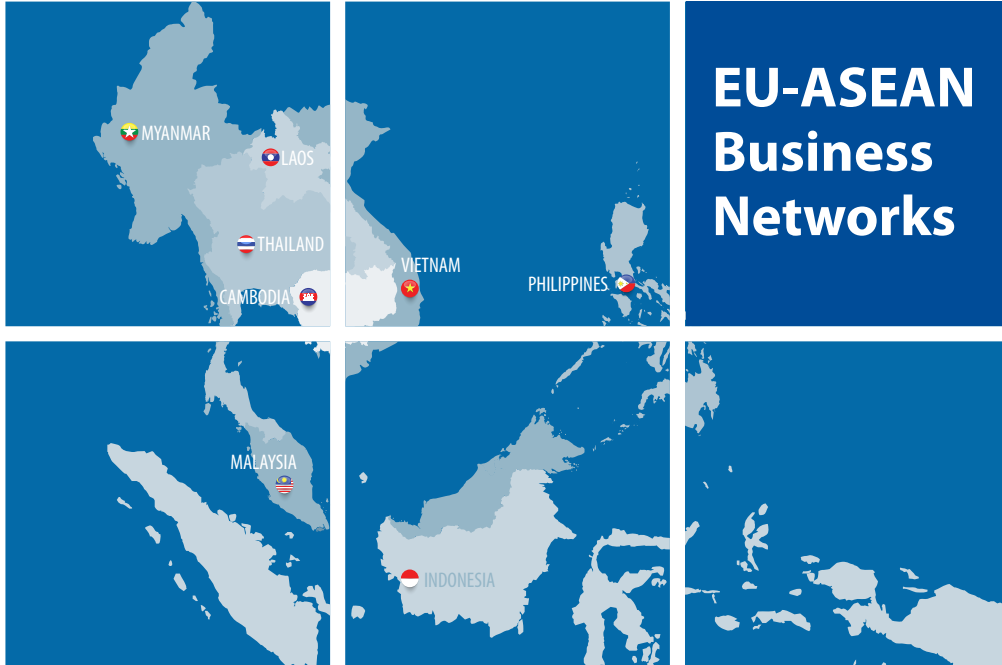 EU-ASEAN
Business
Networks
MYANMAR
LAOS
THAILAND
CAMBODIA
VIETNAM
PHILIPPINES
MALAYSIA
INDONESIA